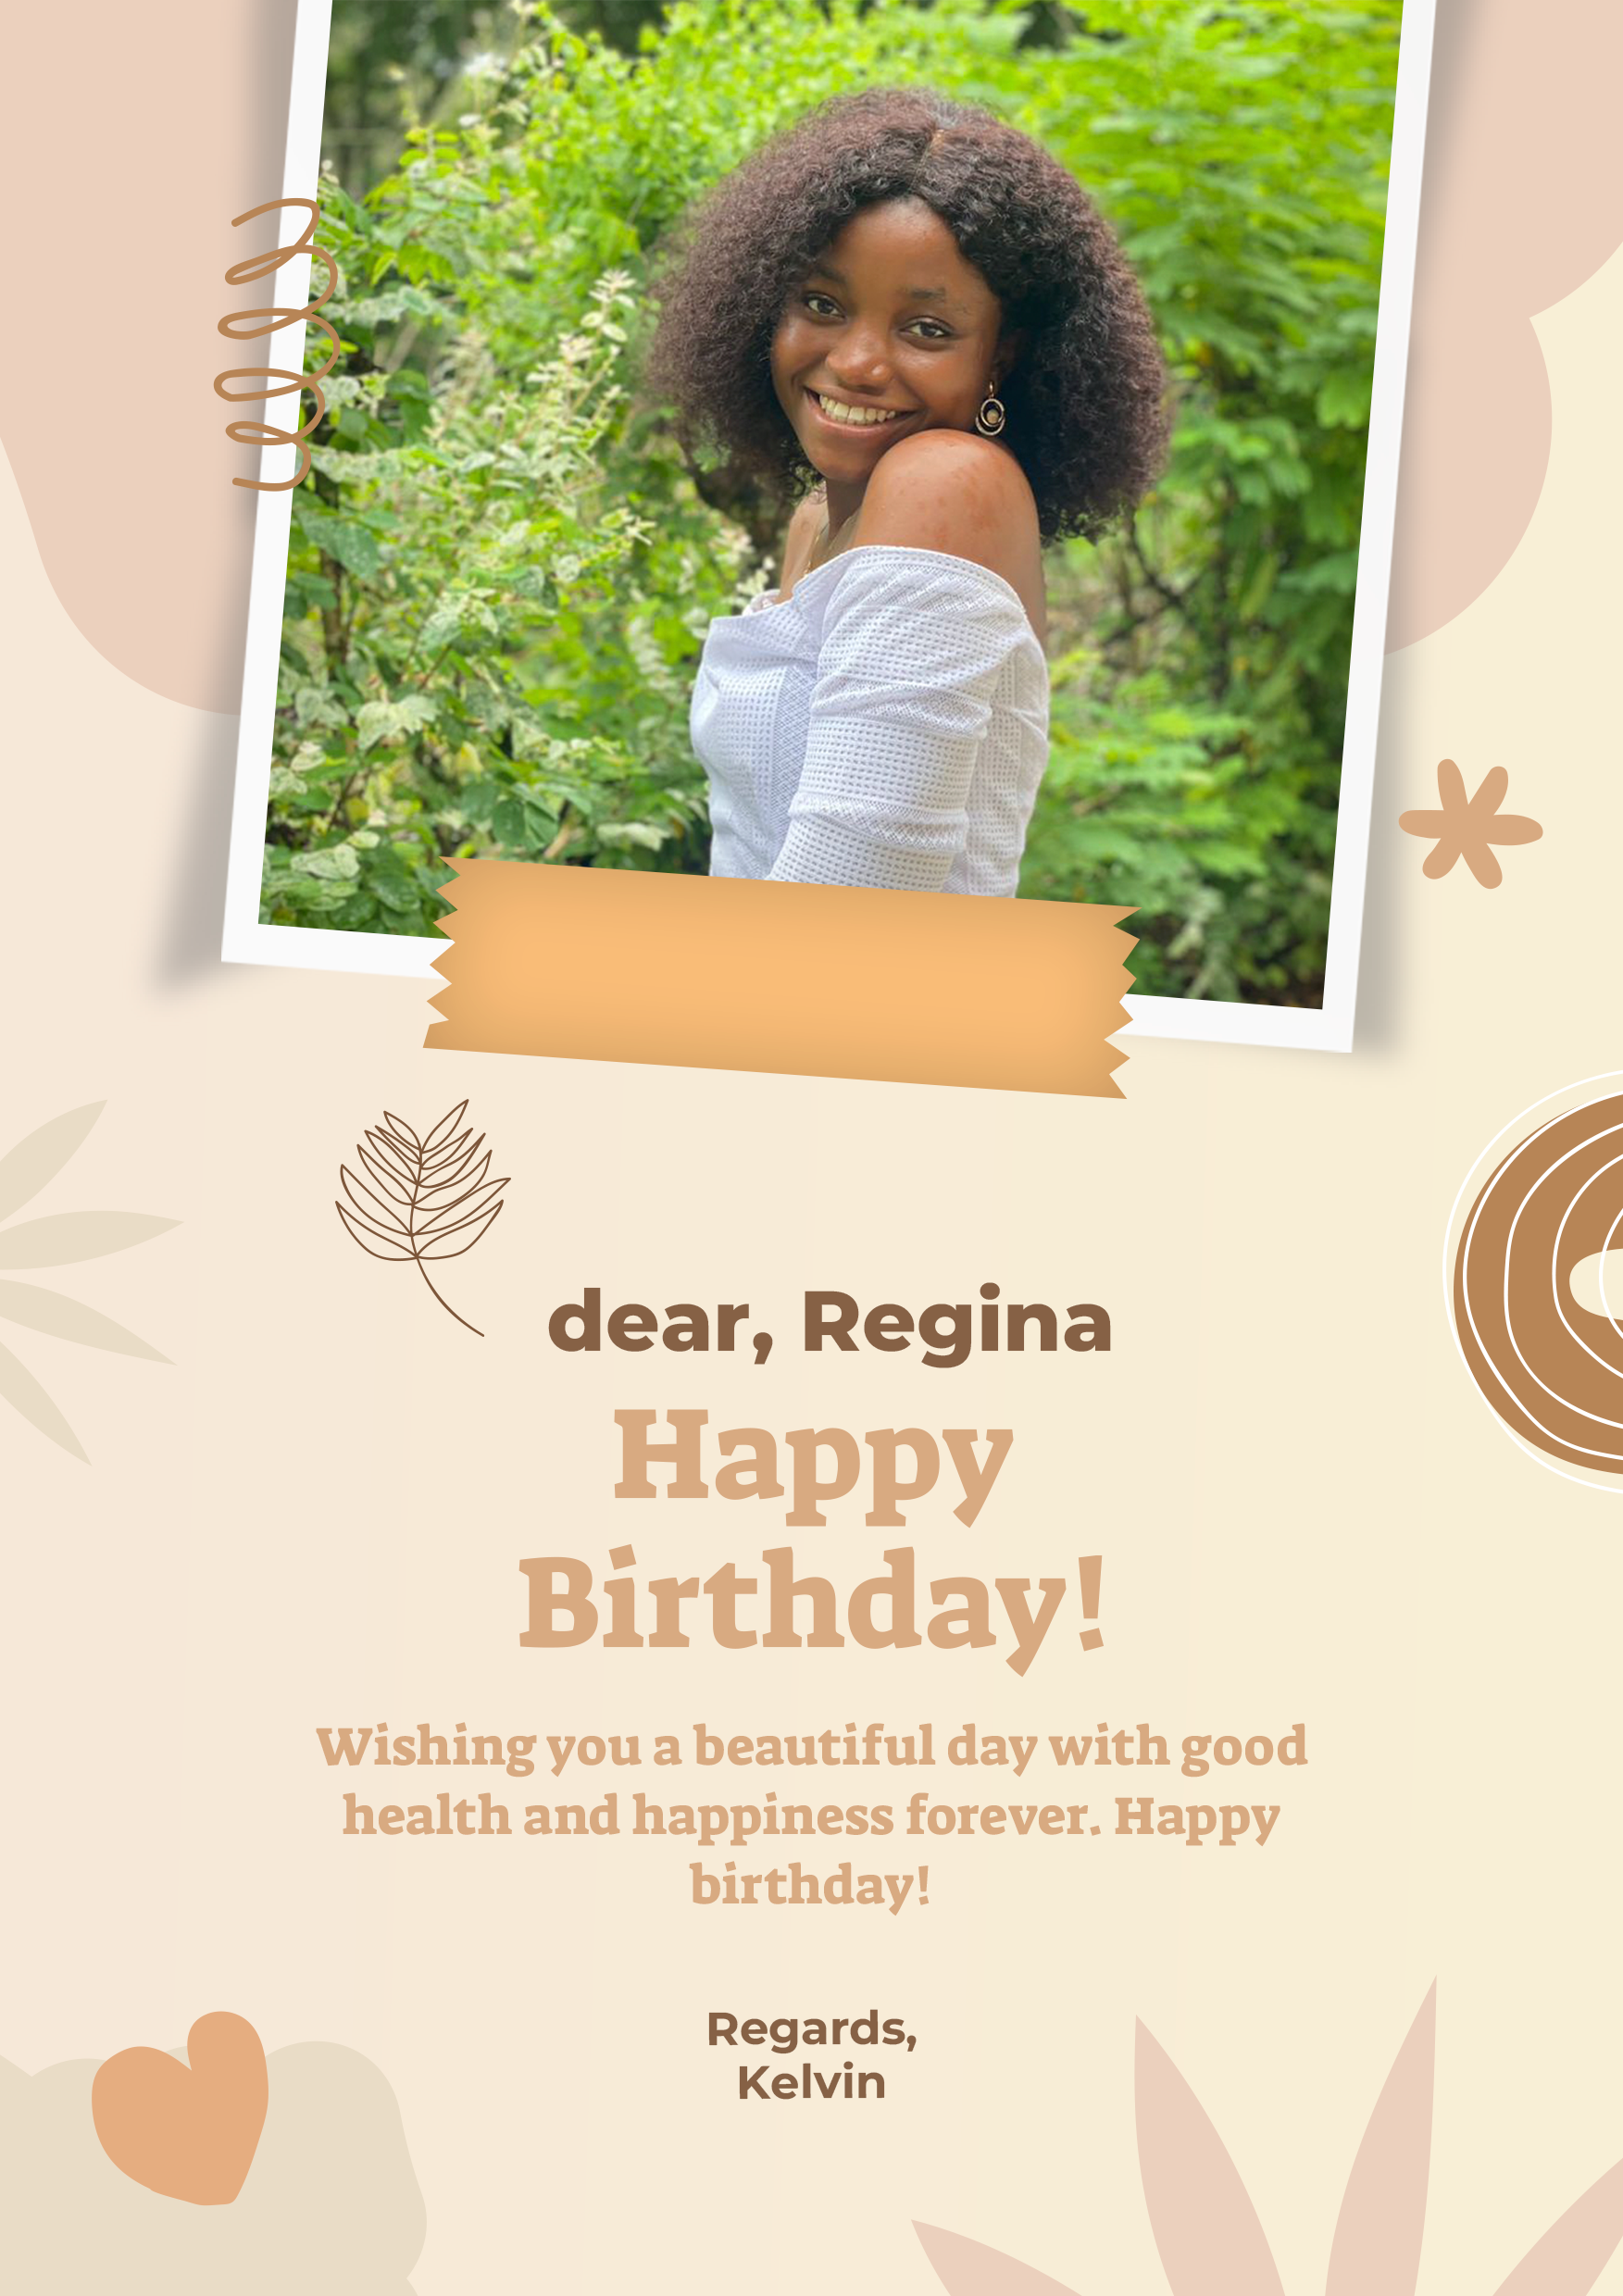 dear, Regina
Happy
Birthday!
Wishing you a beautiful day with good
health and happiness forever. Happy
birthday!
Regards,
Kelvin